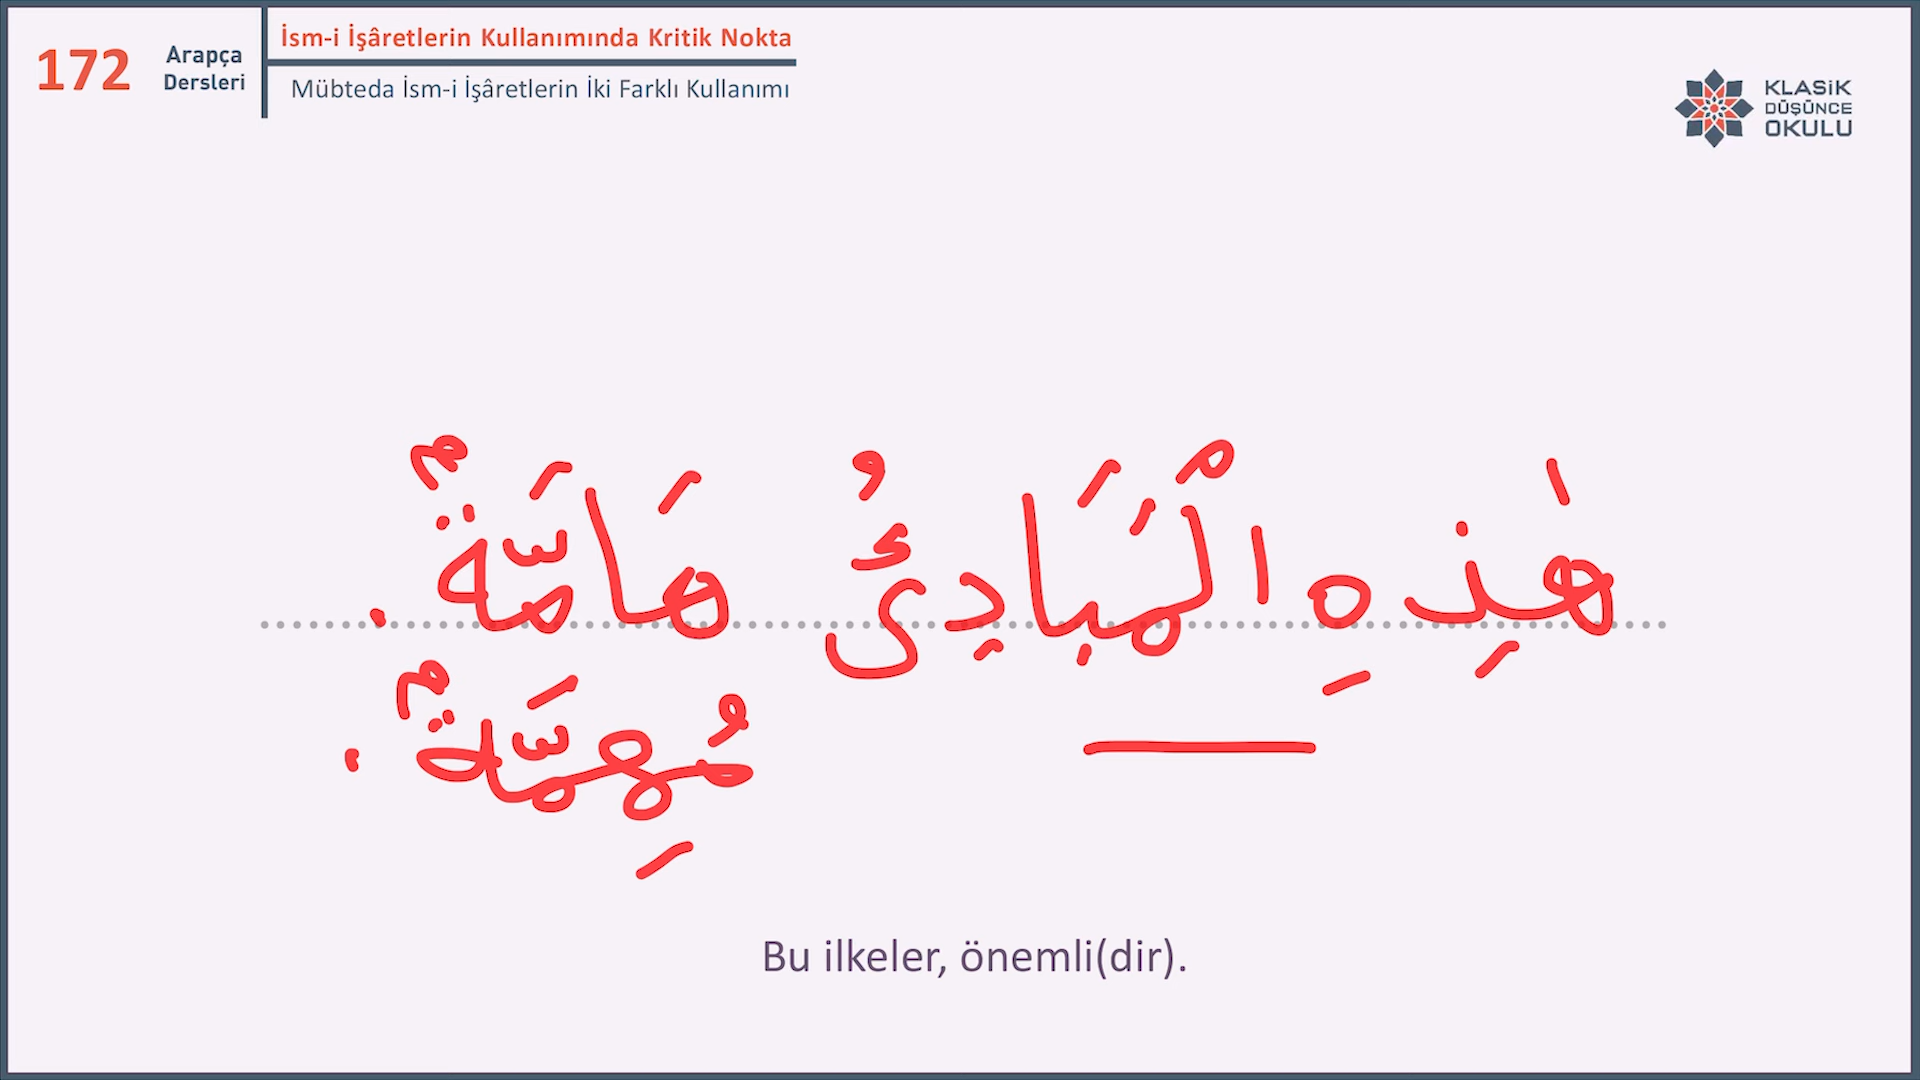 172
Arapça
Dersleri
İsm-i İşâretlerin Kullanımında Kritik Nokta
Mübteda İsm-i İşâretlerin İki Farklı Kullanımı
KLASİK
DÜŞÜNCE
OKULU
هٰذِهِ الْمَبَادِئُ هَامَّةٌ .
مُهِمَّةٌ .
Bu ilkeler, önemli(dir).